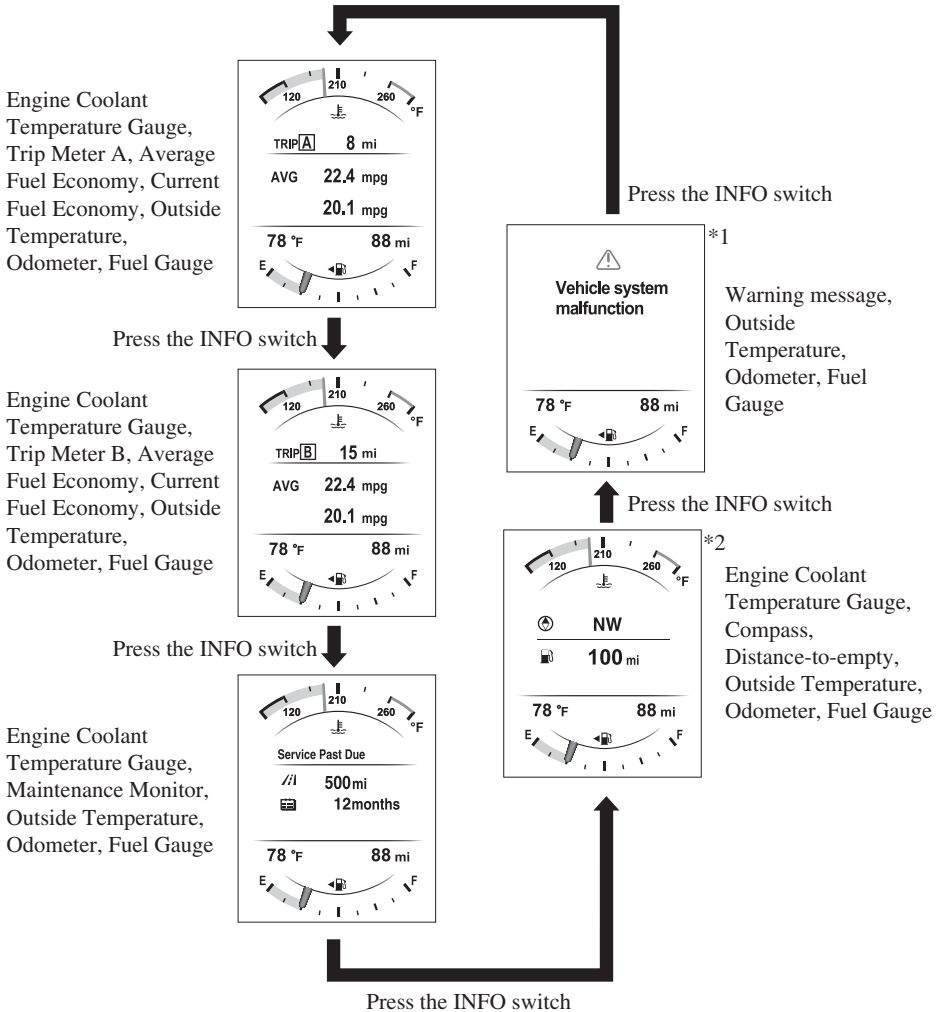 Engine Coolant
Temperature Gauge,
Trip Meter A, Average
Fuel Economy, Current
Fuel Economy, Outside
Temperature,
Odometer, Fuel Gauge
120 210 260 °F
TRIP A 8 mi
AVG 22.4 mpg
20.1 mpg
78 °F 88 mi
E F
Press the INFO switch
Engine Coolant
Temperature Gauge,
Trip Meter B, Average
Fuel Economy, Current
Fuel Economy, Outside
Temperature,
Odometer, Fuel Gauge
120 210 260 °F
TRIP B 15 mi
AVG 22.4 mpg
20.1 mpg
78 °F 88 mi
E F
Press the INFO switch
Engine Coolant
Temperature Gauge,
Maintenance Monitor,
Outside Temperature,
Odometer, Fuel Gauge
120 210 260 °F
Service Past Due
500 mi
12months
78 °F 88 mi
E F
Press the INFO switch
*2
120 210 260 °F
NW
100 mi
78 °F 88 mi
E F
Engine Coolant
Temperature Gauge,
Compass,
Distance-to-empty,
Outside Temperature,
Odometer, Fuel Gauge
Press the INFO switch
*1
Vehicle system
malfunction
78 °F 88 mi
E F
Warning message,
Outside
Temperature,
Odometer, Fuel
Gauge
Press the INFO switch